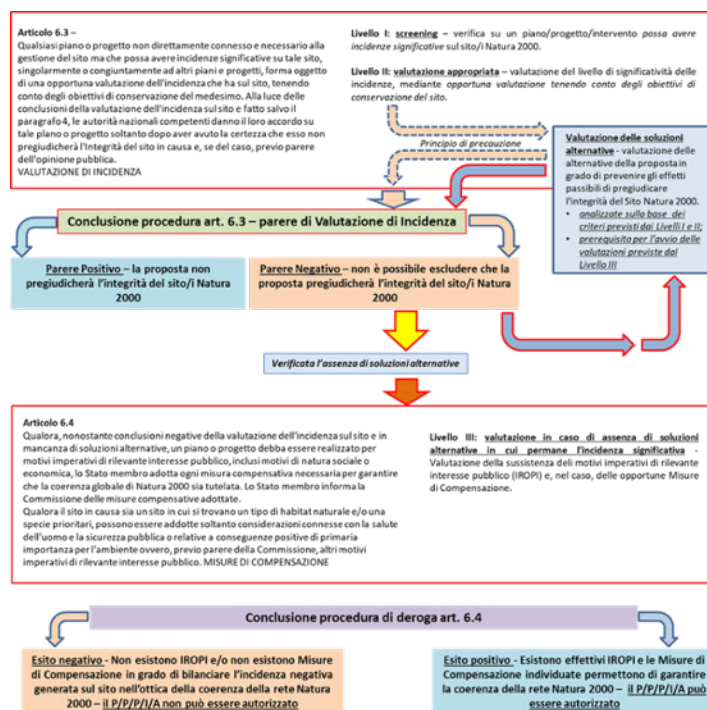 Articolo 6.3 –
Qualsiasi piano o progetto non direttamente connesso e necessario alla
gestione del sito ma che possa avere incidenze significative su tale sito,
singolarmente o congiuntamente ad altri piani e progetti, forma oggetto
di una opportuna valutazione dell'incidenza che ha sul sito, tenendo
conto degli obiettivi di conservazione del medesimo. Alla luce delle
conclusioni della valutazione dell'incidenza sul sito e fatto salvo il
paragrafo 4, le autorità nazionali competenti danno il loro accordo su
tale piano o progetto soltanto dopo aver avuto la certezza che esso non
pregiudicherà l'integrità del sito in causa e, se del caso, previo parere
dell'opinione pubblica.
VALUTAZIONE DI INCIDENZA
Livello I: screening – verifica su un piano/progetto/intervento possa avere
incidenze significative sul sito/i Natura 2000.
Livello II: valutazione appropriata – valutazione del livello di significatività delle
incidenze, mediante opportuna valutazione tenendo conto degli obiettivi di
conservazione del sito.
Principio di precauzione
Valutazione delle soluzioni
alternative - valutazione delle
alternative della proposta in
grado di prevenire gli effetti
passibili di pregiudicare
l'integrità del Sito Natura 2000.
• analizzate sulla base dei
criteri previsti dai Livelli I e II;
• prerequisito per l'avvio delle
valutazioni previste dal
Livello III
Conclusione procedura art. 6.3 – parere di Valutazione di Incidenza
Parere Positivo – la proposta non
pregiudicherà l'integrità del sito/i Natura
2000
Parere Negativo – non è possibile escludere che la
proposta pregiudicherà l'integrità del sito/i Natura
2000
Verificata l'assenza di soluzioni alternative
Articolo 6.4
Qualora, nonostante conclusioni negative della valutazione dell'incidenza sul sito e in
mancanza di soluzioni alternative, un piano o progetto debba essere realizzato per
motivi imperativi di rilevante interesse pubblico, inclusi motivi di natura sociale o
economica, lo Stato membro adotta ogni misura compensativa necessaria per garantire
che la coerenza globale di Natura 2000 sia tutelata. Lo Stato membro informa la
Commissione delle misure compensative adottate.
Qualora il sito in causa sia un sito in cui si trovano un tipo di habitat naturale e/o una
specie prioritari, possono essere addotte soltanto considerazioni connesse con la salute
dell'uomo e la sicurezza pubblica o relative a conseguenze positive di primaria
importanza per l'ambiente ovvero, previo parere della Commissione, altri motivi
imperativi di rilevante interesse pubblico. MISURE DI COMPENSAZIONE
Livello III: valutazione in caso di assenza di soluzioni
alternative in cui permane l'incidenza significativa -
Valutazione della sussistenza deli motivi imperativi di rilevante
interesse pubblico (IROPI) e, nel caso, delle opportune Misure
di Compensazione.
Conclusione procedura di deroga art. 6.4
Esito negativo - Non esistono IROPI e/o non esistono Misure
di Compensazione in grado di bilanciare l'incidenza negativa
generata sul sito nell'ottica della coerenza della rete Natura
2000 – il P/P/P/I/A non può essere autorizzato
Esito positivo - Esistono effettivi IROPI e le Misure di
Compensazione individuate permettono di garantire
la coerenza della rete Natura 2000 – il P/P/P/I/A può
essere autorizzato